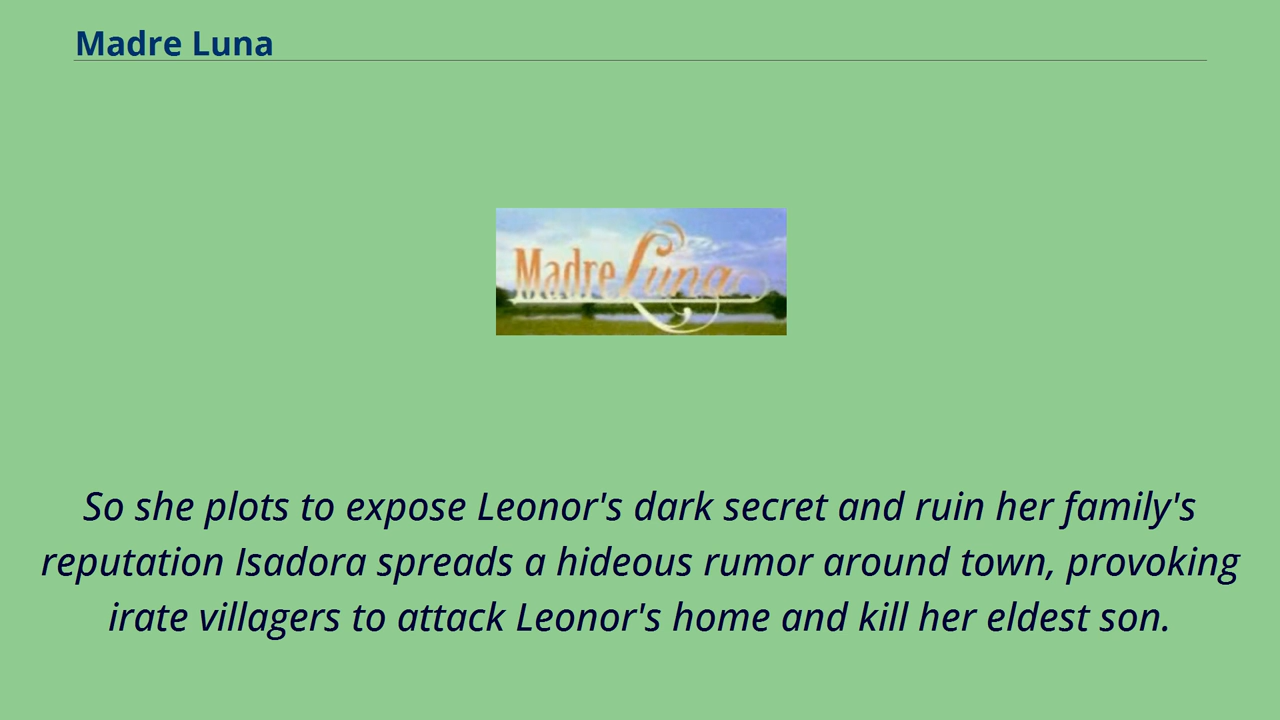 Madre Luna
Madre Luna
So she plots to expose Leonor's dark secret and ruin her family's
reputation Isadora spreads a hideous rumor around town, provoking
irate villagers to attack Leonor's home and kill her eldest son.